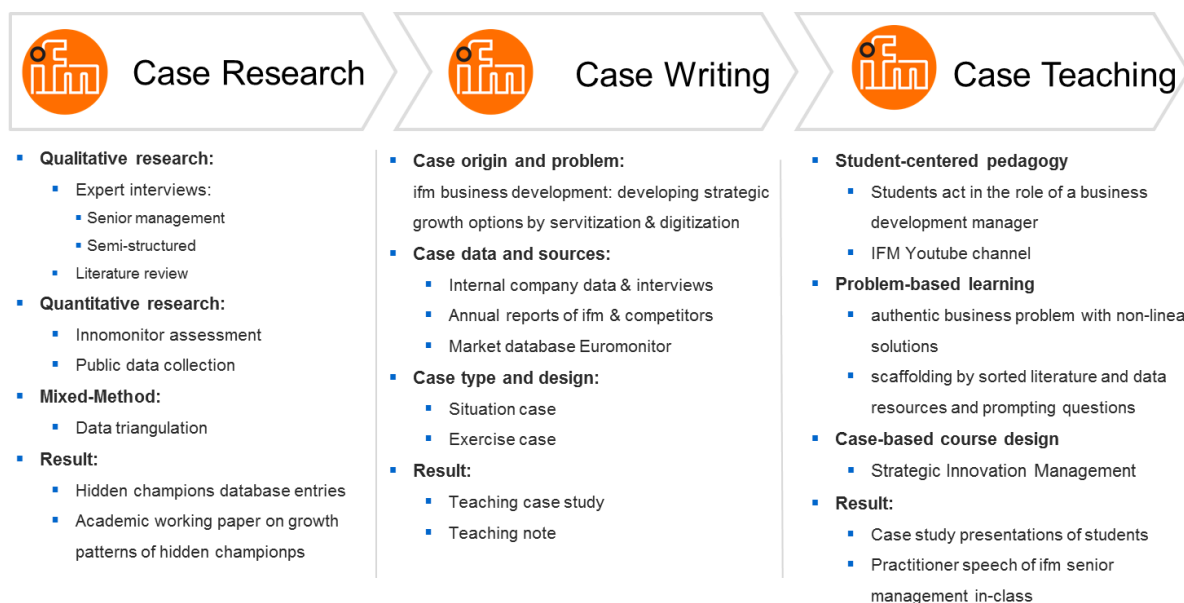 ifm
Case Research
Qualitative research:
Expert interviews:
Senior management
Semi-structured
Literature review
Quantitative research:
Innomonitor assessment
Public data collection
Mixed-Method:
Data triangulation
Result:
Hidden champions database entries
Academic working paper on growth
patterns of hidden championps
ifm
Case Writing
Case origin and problem:
ifm business development: developing strategic
growth options by servitization & digitization
Case data and sources:
Internal company data & interviews
Annual reports of ifm & competitors
Market database Euromonitor
Case type and design:
Situation case
Exercise case
Result:
Teaching case study
Teaching note
ifm
Case Teaching
Student-centered pedagogy
Students act in the role of a business
development manager
IFM Youtube channel
Problem-based learning
authentic business problem with non-linea
solutions
scaffolding by sorted literature and data
resources and prompting questions
Case-based course design
Strategic Innovation Management
Result:
Case study presentations of students
Practitioner speech of ifm senior
management in-class